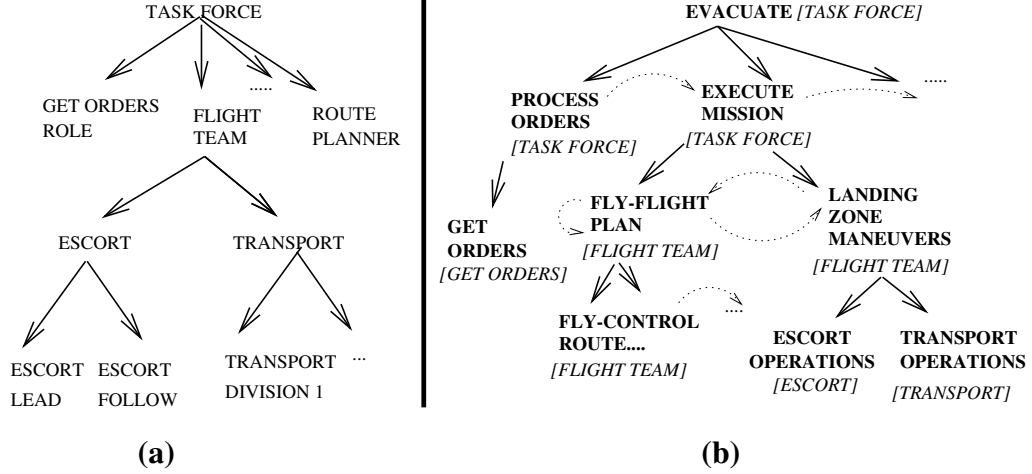 TASK FORCE
GET ORDERS
ROLE
FLIGHT
TEAM
.....
ROUTE
PLANNER
ESCORT
TRANSPORT
ESCORT
LEAD
ESCORT
FOLLOW
TRANSPORT
DIVISION 1
...
(a)
EVACUATE [TASK FORCE]
PROCESS
ORDERS
[TASK FORCE]
EXECUTE
MISSION
[TASK FORCE]
.....
GET
ORDERS
[GET ORDERS]
FLY-FLIGHT
PLAN
[FLIGHT TEAM]
LANDING
ZONE
MANEUVERS
[FLIGHT TEAM]
FLY-CONTROL
ROUTE....
[FLIGHT TEAM]
....
ESCORT
OPERATIONS
[ESCORT]
TRANSPORT
OPERATIONS
[TRANSPORT]
(b)